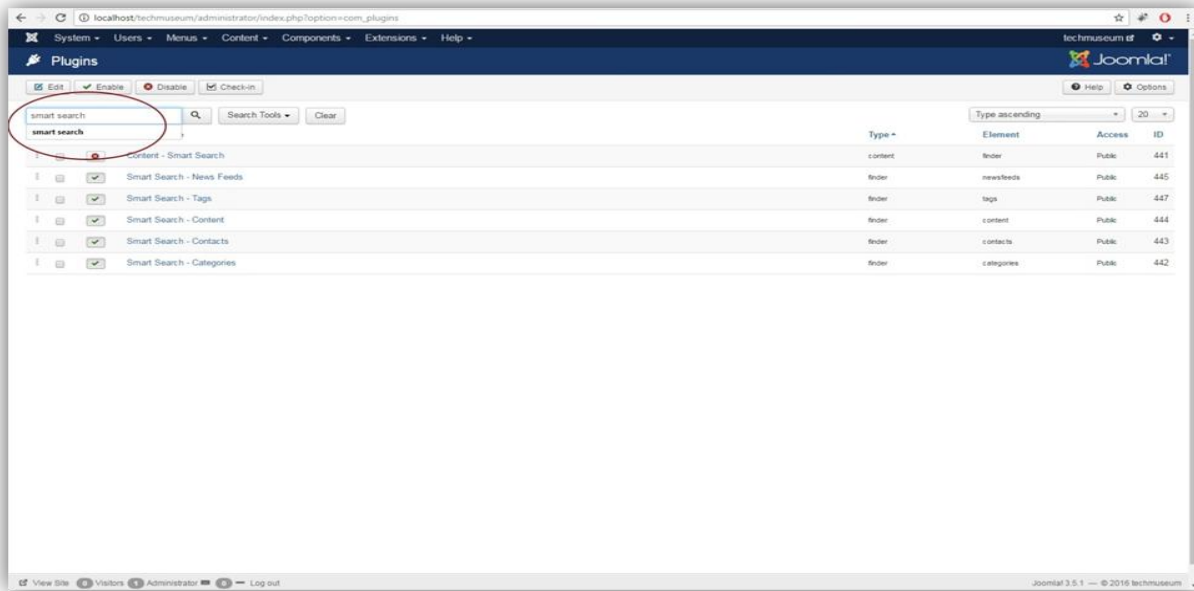 localhost/techmuseum/administrator/index.php?option=com_plugins
System Users Menus Content Components Extensions Help techmuseum
Plugins Joomla!
Edit Enable Disable Check-in Help Options
smart search Search Tools Clear Type ascending 20
smart search
Type Element Access ID
Content - Smart Search content finder Public 441
Smart Search - News Feeds finder newsfeeds Public 445
Smart Search - Tags finder tags Public 447
Smart Search - Content finder content Public 444
Smart Search - Contacts finder contacts Public 443
Smart Search - Categories finder categories Public 442
View Site 0 Visitors 1 Administrator 0 Log out Joomla! 3.5.1 — © 2016 techmuseum